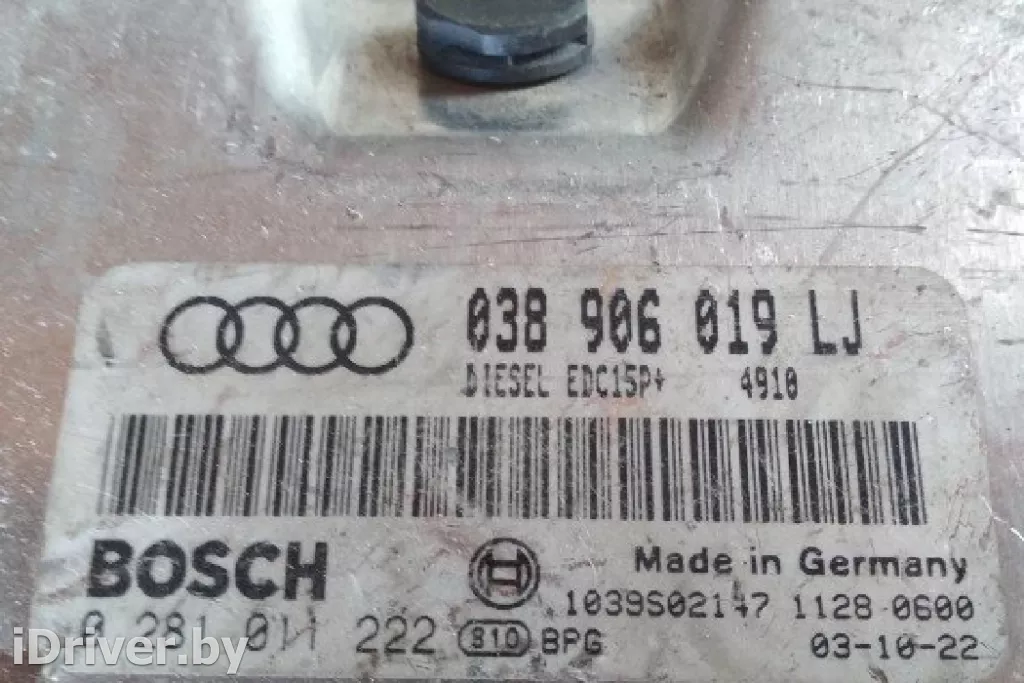 038 906 019 LJ
DIESEL EDC15P+ 4910
BOSCH
Made in Germany
1039S02147 1128 0600
0 281 011 222 810 BPG
03-10-22
iDriver.by